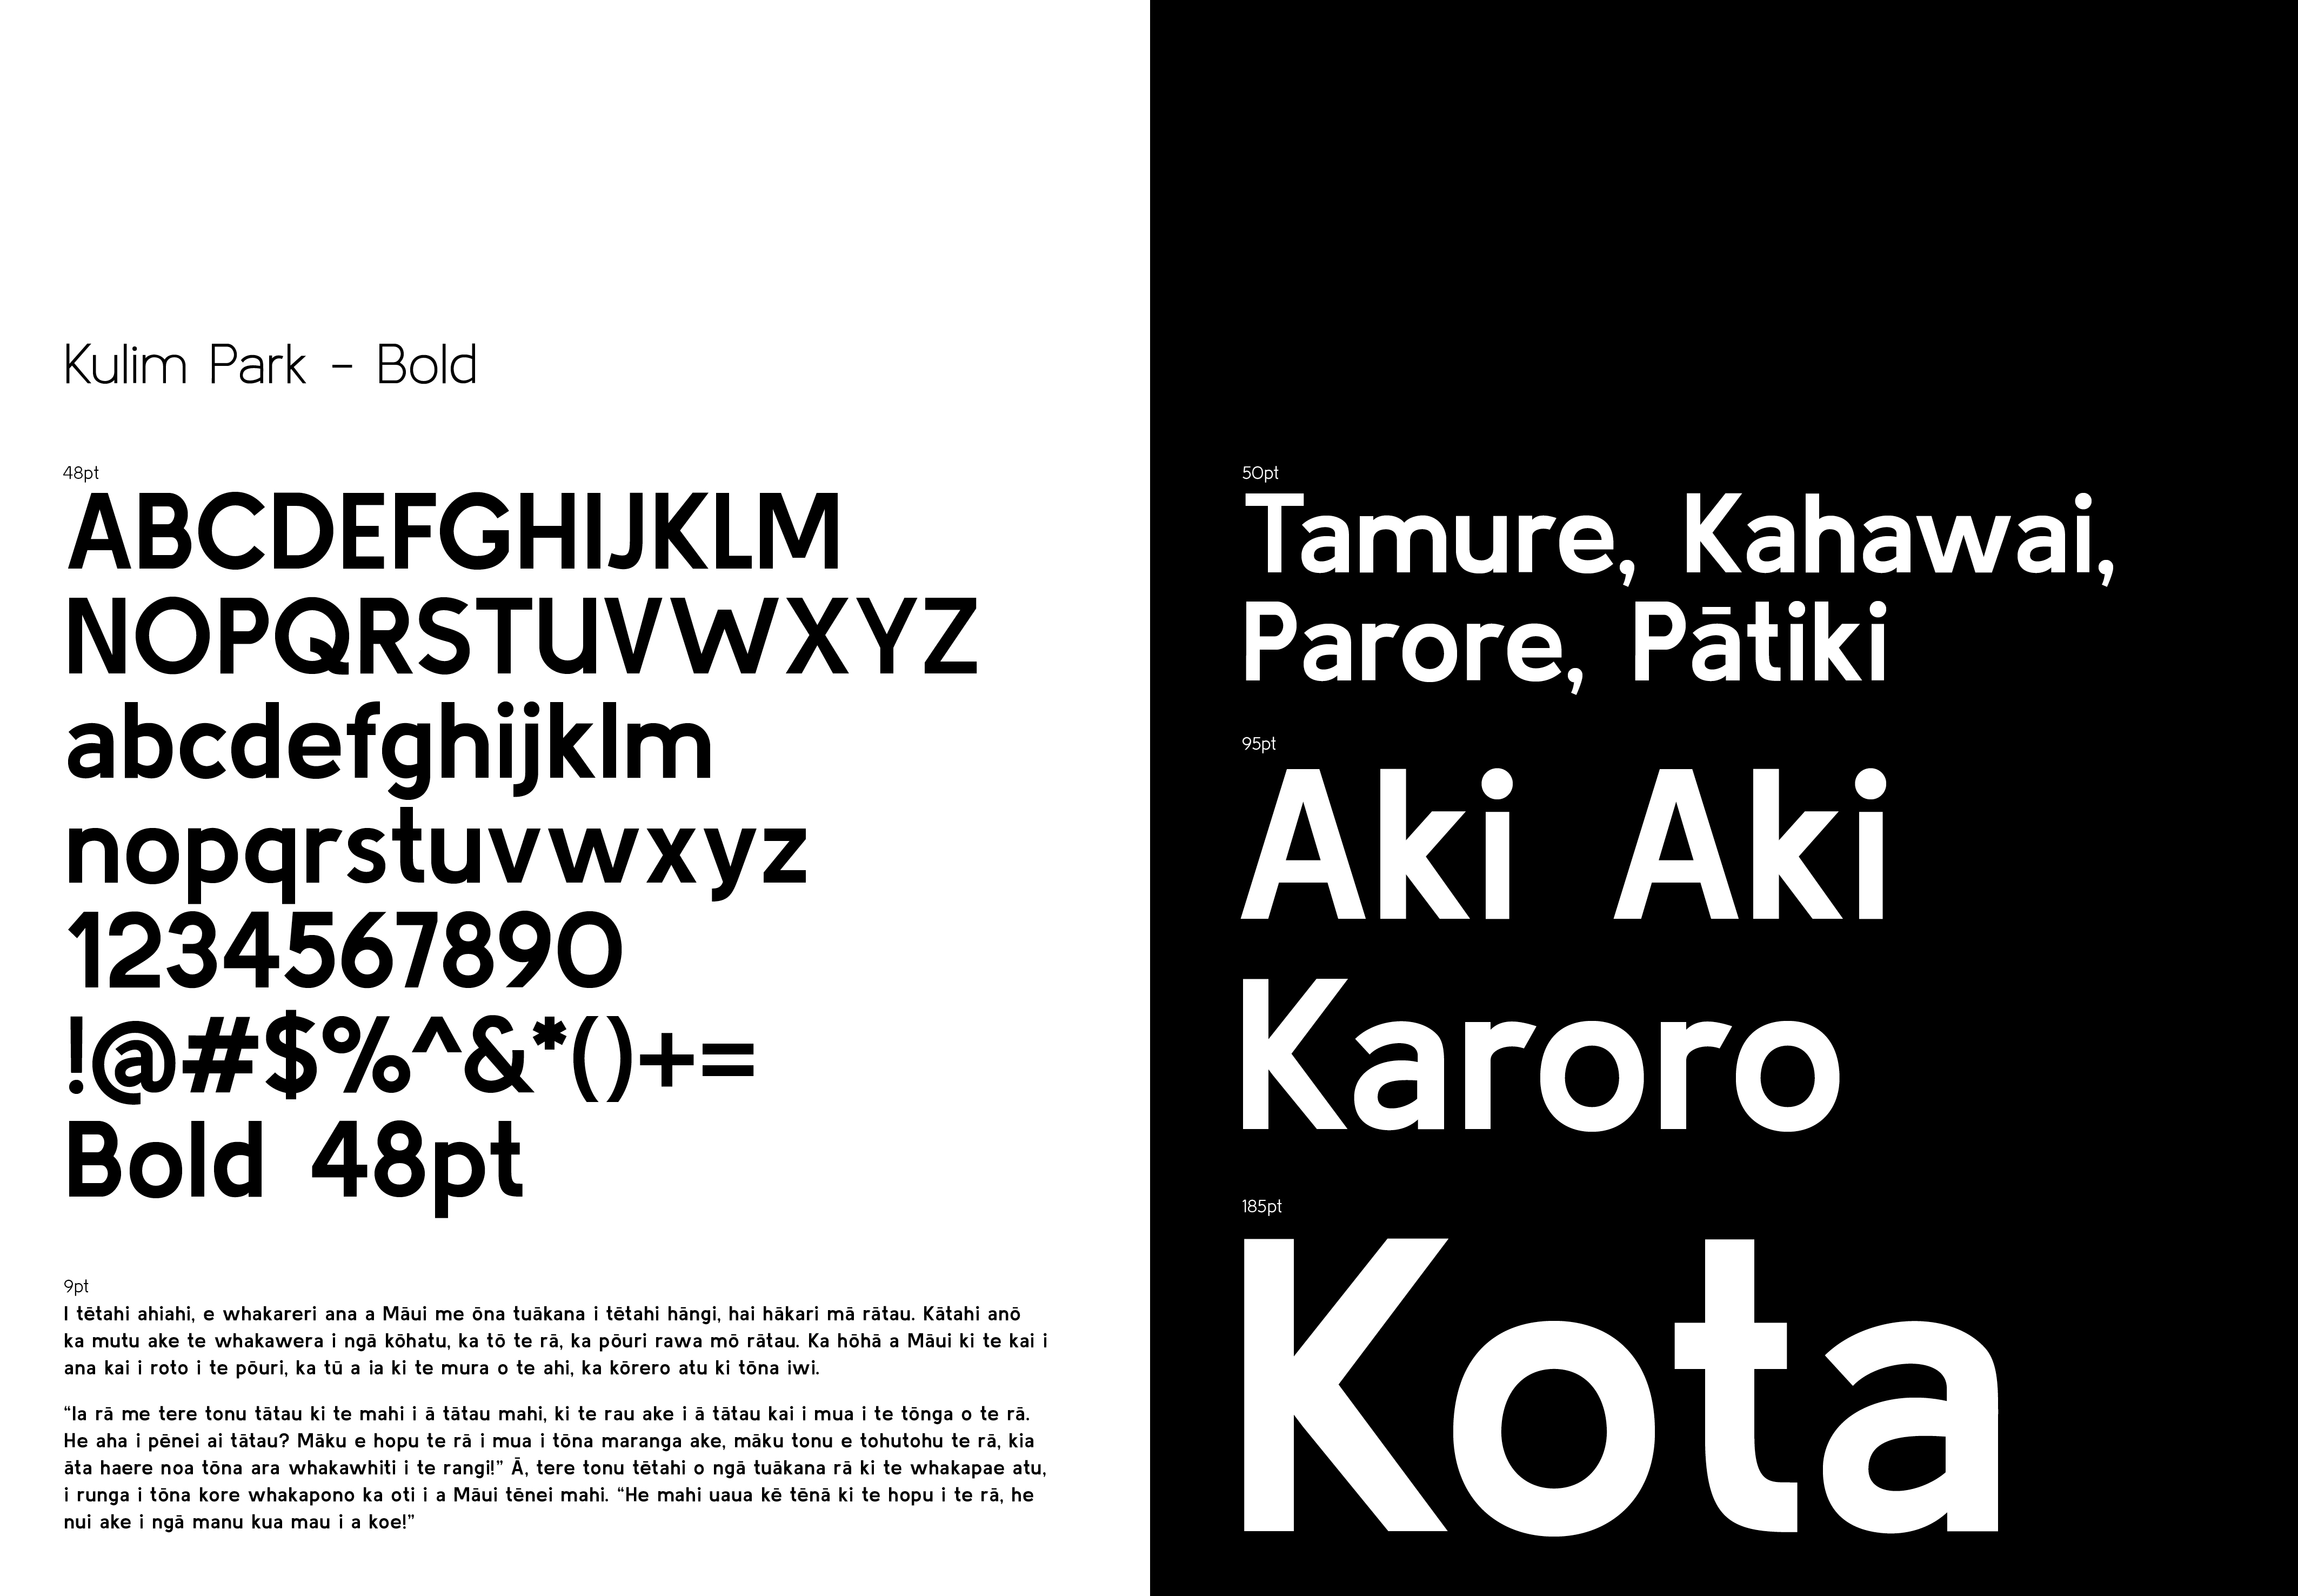 Kulim Park – Bold
48pt
ABCDEFGHIJKLM
NOPQRSTUVWXYZ
abcdefghijjklm
nopqrstuvwxyz
1234567890
!@#$%^&*()+=
Bold 48pt
9pt
I tētahi ahiahi, e whakareri ana a Māui me ōna tuākana i tētahi hāngi, hai hākari mā rātau. Kātahi anō
ka mutu ake te whakawera i ngā kōhatu, ka tō te rā, ka pōuri rawa mō rātau. Ka hōhā a Māui ki te kai i
ana kai i roto i te pōuri, ka tū a ia ki te mura o te ahi, ka kōrero atu ki tōna iwi.
“Ia rā me tere tonu tātau ki te mahi i ā tātau mahi, ki te rau ake i ā tātau kai i mua i te tōnga o te rā.
He aha i pēnei ai tātau? Māku e hopu te rā i mua i tōna maranga ake, māku tonu e tohutohu te rā, kia
āta haere noa tōna ara whakawhiti i te rangi!” Ā, tere tonu tētahi o ngā tuākana rā ki te whakapae atu,
i runga i tōna kore whakapono ka oti i a Māui tēnei mahi. “He mahi uaua kē tēnā ki te hopu i te rā, he
nui ake i ngā manu kua mau i a koe!”
50pt
Tamure, Kahawai,
Parore, Pātiki
95pt
Aki Aki
Karoro
185pt
Kota